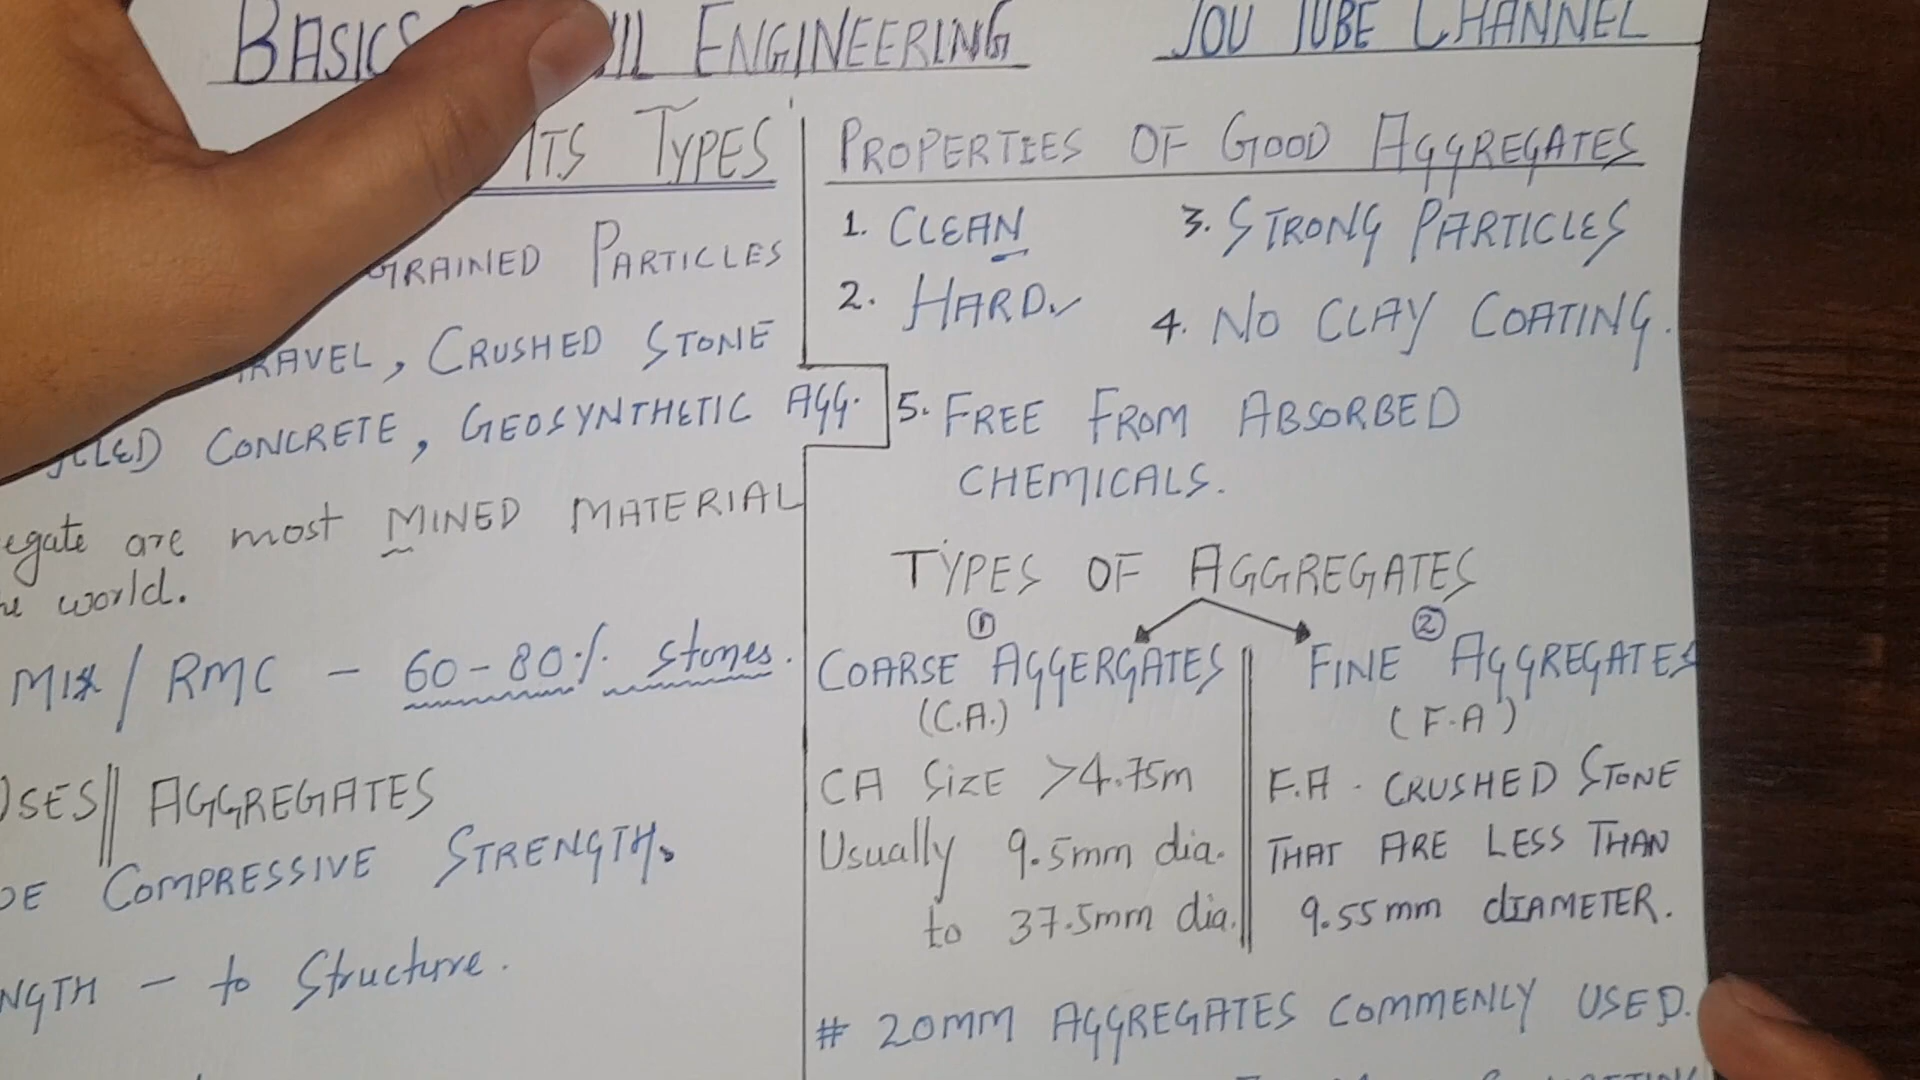 BASICS ENGINEERING YOU TUBE CHANNEL
ITS TYPES
GRAINED PARTICLES
RAVEL, CRUSHED STONE
CLED CONCRETE, GEOSYNTHETIC AGG.
egate are most MINED MATERIAL
world.
MIX / RMC - 60-80% stones.
USES || AGGREGATES
DE COMPRESSIVE STRENGTH.
NGTH - to Structure.
PROPERTIES OF GOOD AGGREGATES
1. CLEAN
2. HARD
3. STRONG PARTICLES
4. NO CLAY COATING.
5. FREE FROM ABSORBED
CHEMICALS.
TYPES OF AGGREGATES
1
COARSE AGGERGATES
(C.A.)
CA SIZE >4.75m
Usually 9.5mm dia.
to 37.5mm dia.
2
FINE AGGREGATES
(F.A)
F.A - CRUSHED STONE
THAT ARE LESS THAN
9.55mm DIAMETER.
# 20MM AGGREGATES COMMENLY USED.